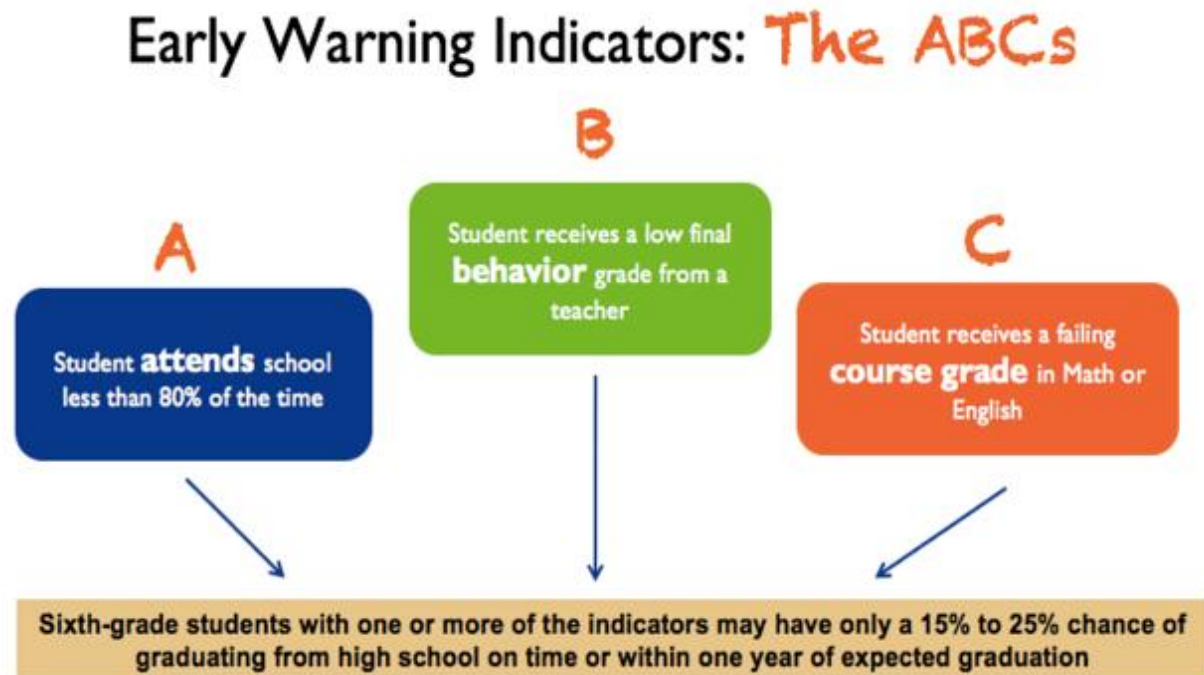 Early Warning Indicators: The ABCs
A
Student attends school
less than 80% of the time
B
Student receives a low final
behavior grade from a
teacher
C
Student receives a failing
course grade in Math or
English
Sixth-grade students with one or more of the indicators may have only a 15% to 25% chance of
graduating from high school on time or within one year of expected graduation